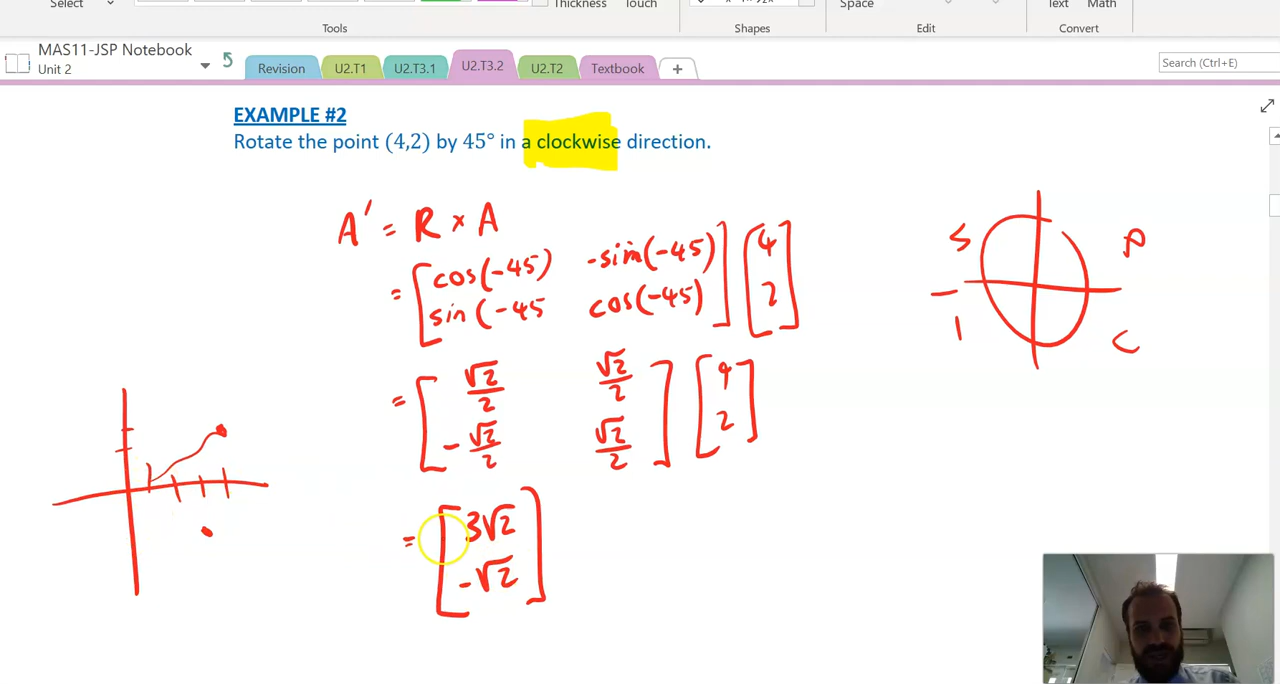 Select
Tools
Thickness
Touch
Shapes
Space
Edit
Text
Math
Convert
MAS11-JSP Notebook
Unit 2
Revision
U2.T1
U2.T3.1
U2.T3.2
U2.T2
Textbook
+
Search (Ctrl+E)
EXAMPLE #2
Rotate the point (4,2) by 45° in a clockwise direction.
A' = R × A
= [cos(-45) -sin(-45)] [4]
[sin(-45 cos(-45)] [2]
= [√2/2 √2/2] [4]
[-√2/2 √2/2] [2]
= [3√2]
[-√2]
S
A
T
C